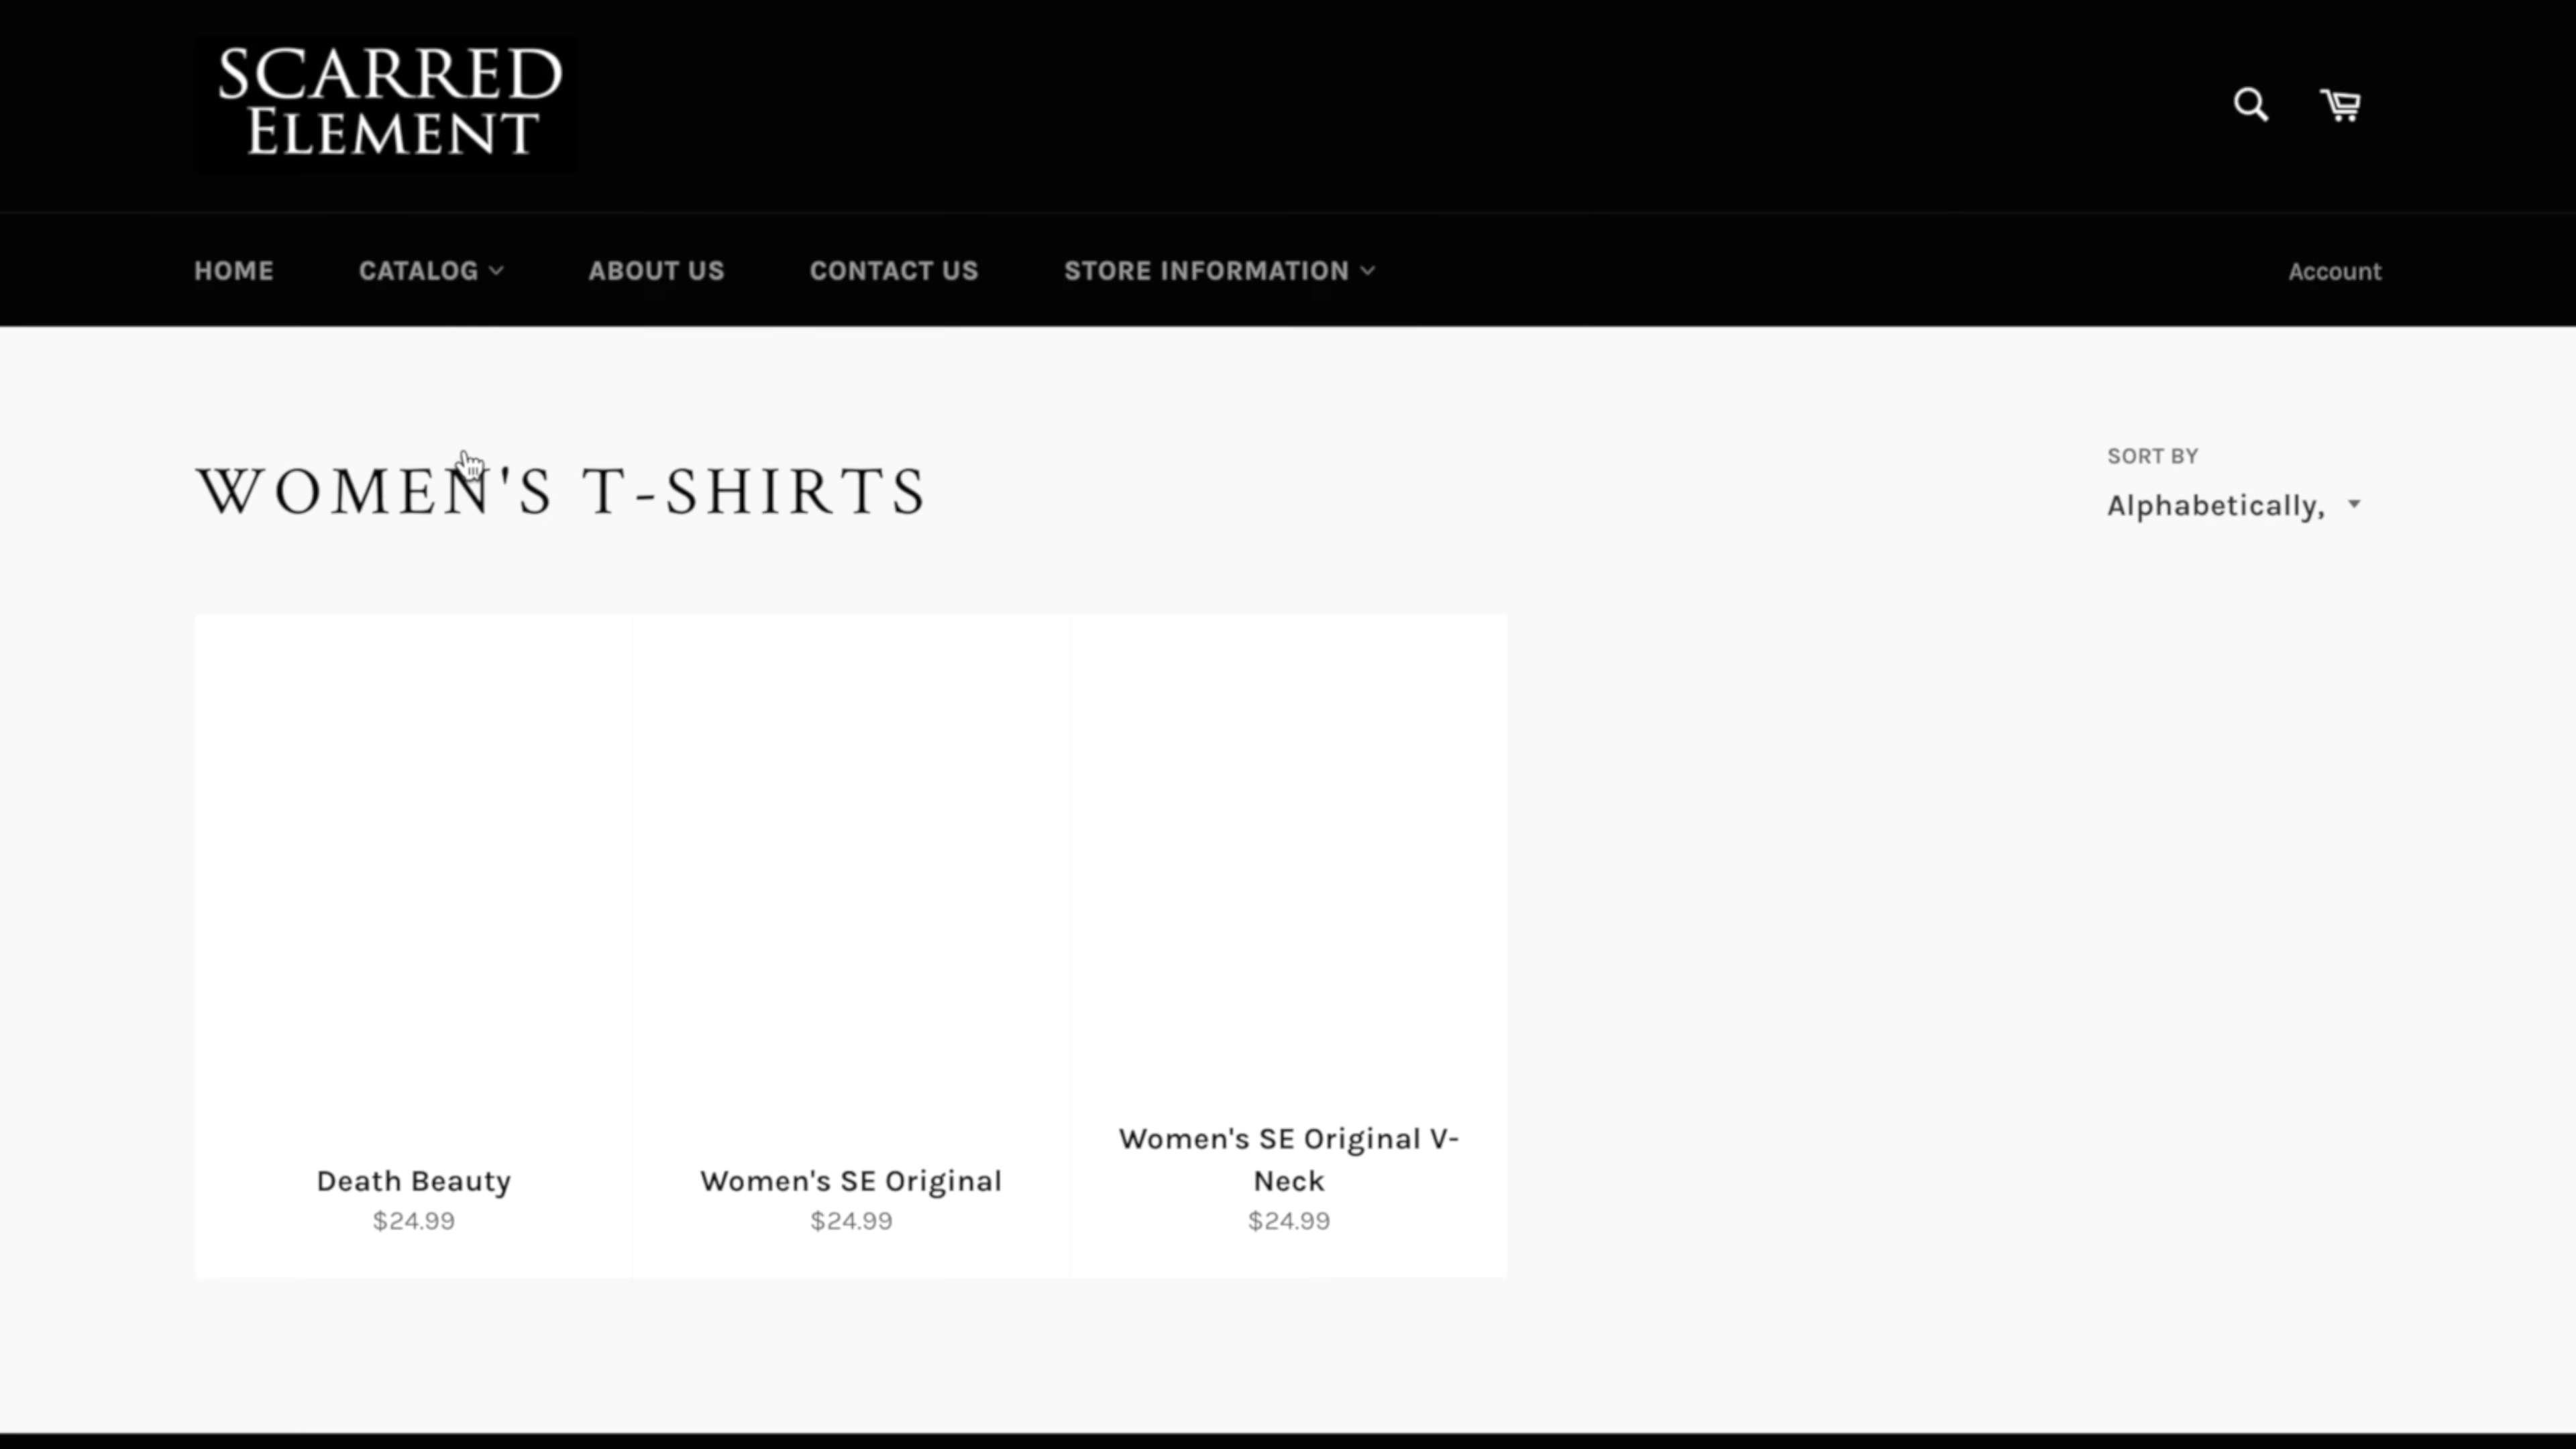 SCARRED
ELEMENT
HOME CATALOG ABOUT US CONTACT US STORE INFORMATION Account
WOMEN'S T-SHIRTS
SORT BY
Alphabetically,
Death Beauty
$24.99
Women's SE Original
$24.99
Women's SE Original V-
Neck
$24.99